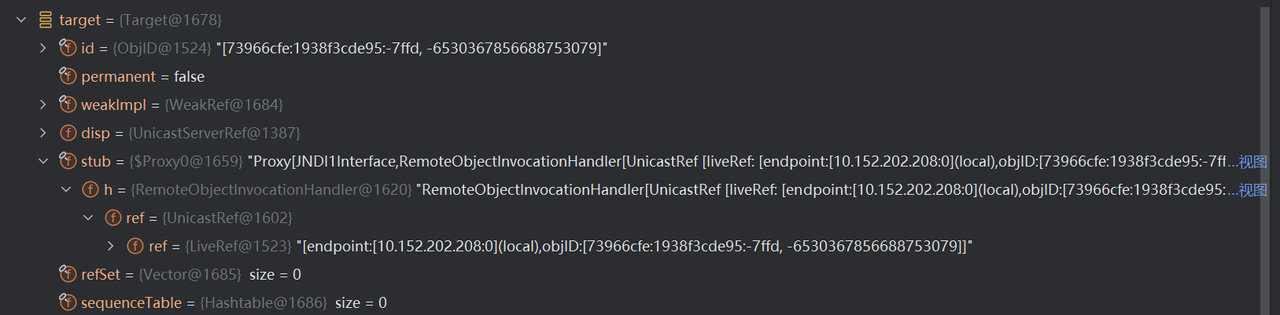 target = {Target@1678}
id = {ObjID@1524} "[73966cfe:1938f3cde95:-7ffd, -6530367856688753079]"
permanent = false
weakImpl = {WeakRef@1684}
disp = {UnicastServerRef@1387}
stub = {$Proxy0@1659} "Proxy[JNDI1Interface,RemoteObjectInvocationHandler[UnicastRef [liveRef: [endpoint:[10.152.202.208:0](local),objID:[73966cfe:1938f3cde95:-7ff...视图
h = {RemoteObjectInvocationHandler@1620} "RemoteObjectInvocationHandler[UnicastRef [liveRef: [endpoint:[10.152.202.208:0](local),objID:[73966cfe:1938f3cde95:-...视图
ref = {UnicastRef@1602}
ref = {LiveRef@1523} "[endpoint:[10.152.202.208:0](local),objID:[73966cfe:1938f3cde95:-7ffd, -6530367856688753079]]"
refSet = {Vector@1685} size = 0
sequenceTable = {Hashtable@1686} size = 0